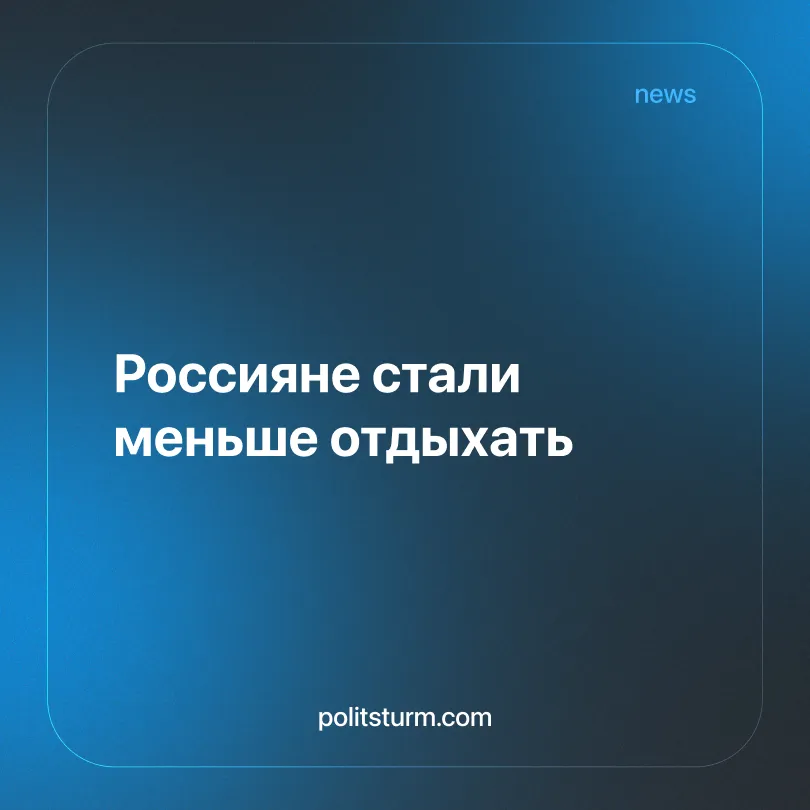 news
Россияне стали
меньше отдыхать
politsturm.com